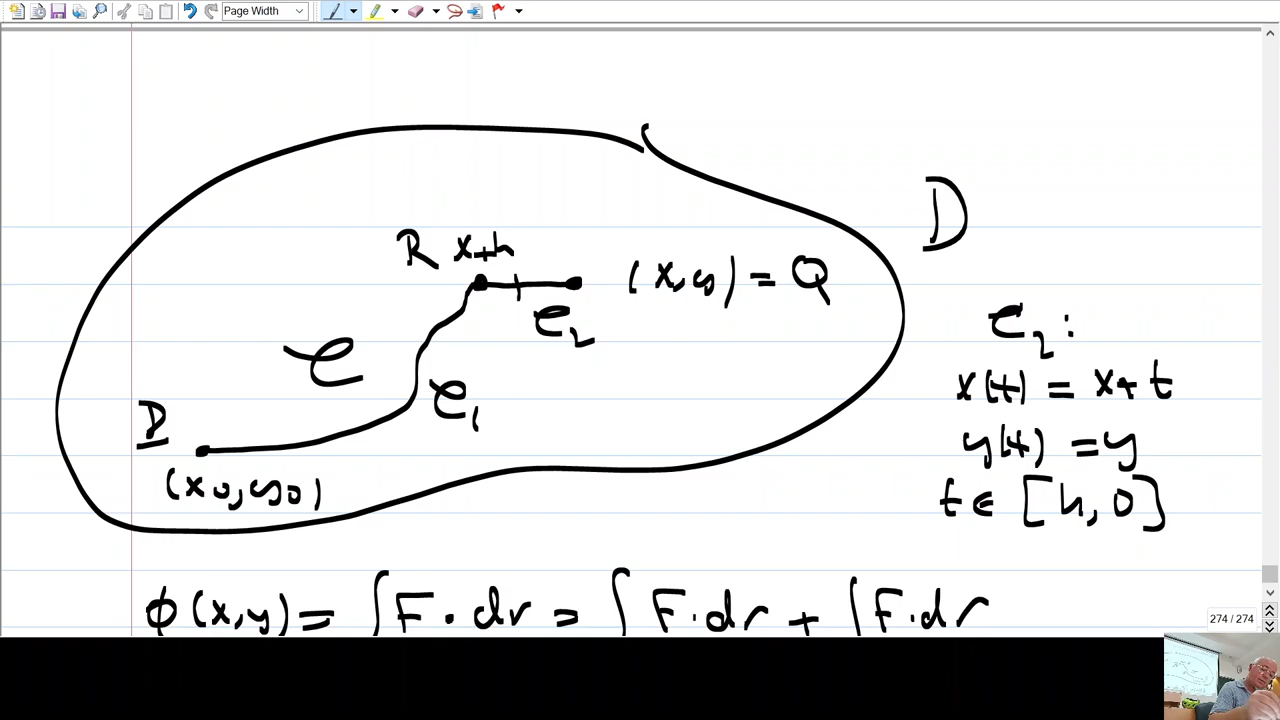 Page Width
D
R x+h
(x,y) = Q
C₂
C₂:
C
x(t) = x+t
C₁
P
y(t) = y
(x₀,y₀)
t ∈ [h,0]
ϕ(x,y) = ∫F · dr = ∫ F·dr + ∫F·dr
274 / 274